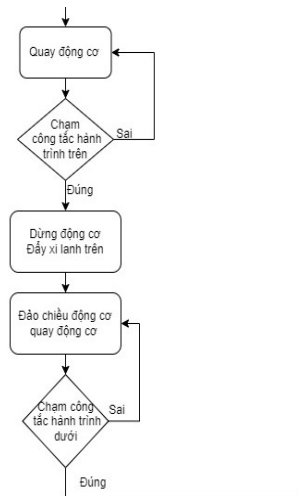 Quay động cơ
Chạm
công tắc hành
trình trên
Sai
Đúng
Dừng động cơ
Đẩy xi lanh trên
Đảo chiều động cơ
quay động cơ
Chạm công
tắc hành trình
dưới
Sai
Đúng